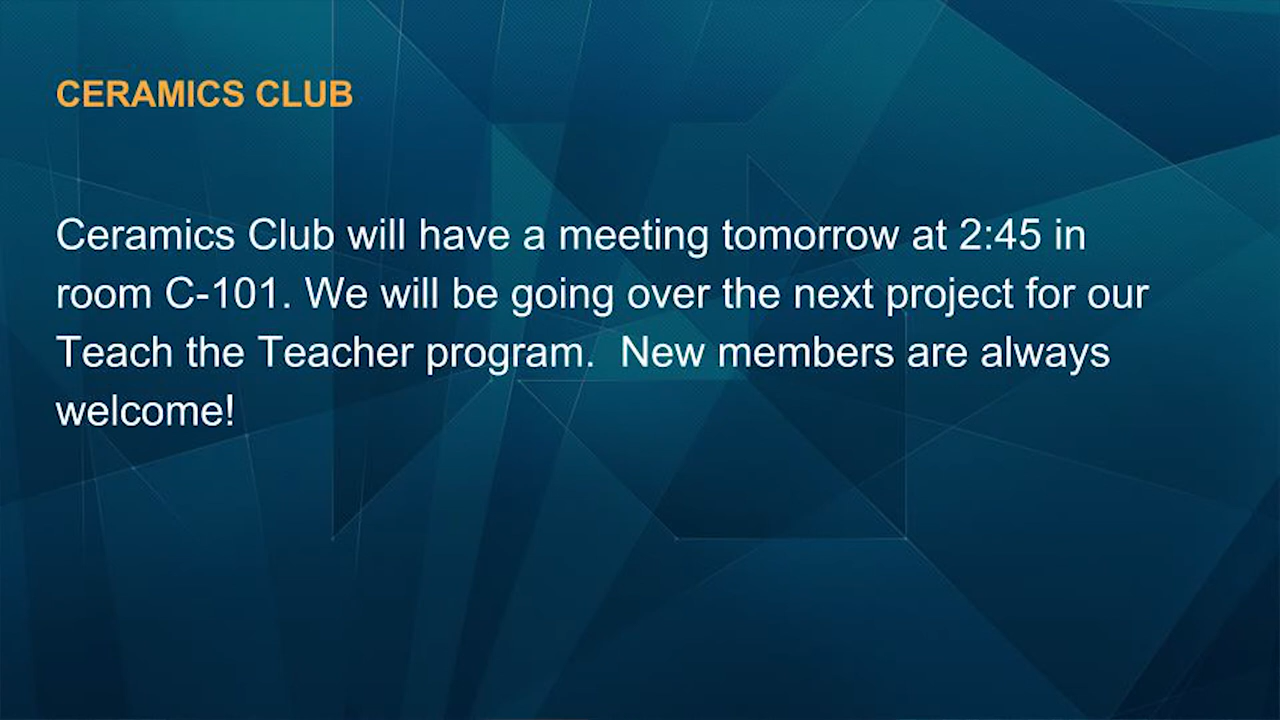 CERAMICS CLUB
Ceramics Club will have a meeting tomorrow at 2:45 in
room C-101. We will be going over the next project for our
Teach the Teacher program.  New members are always
welcome!